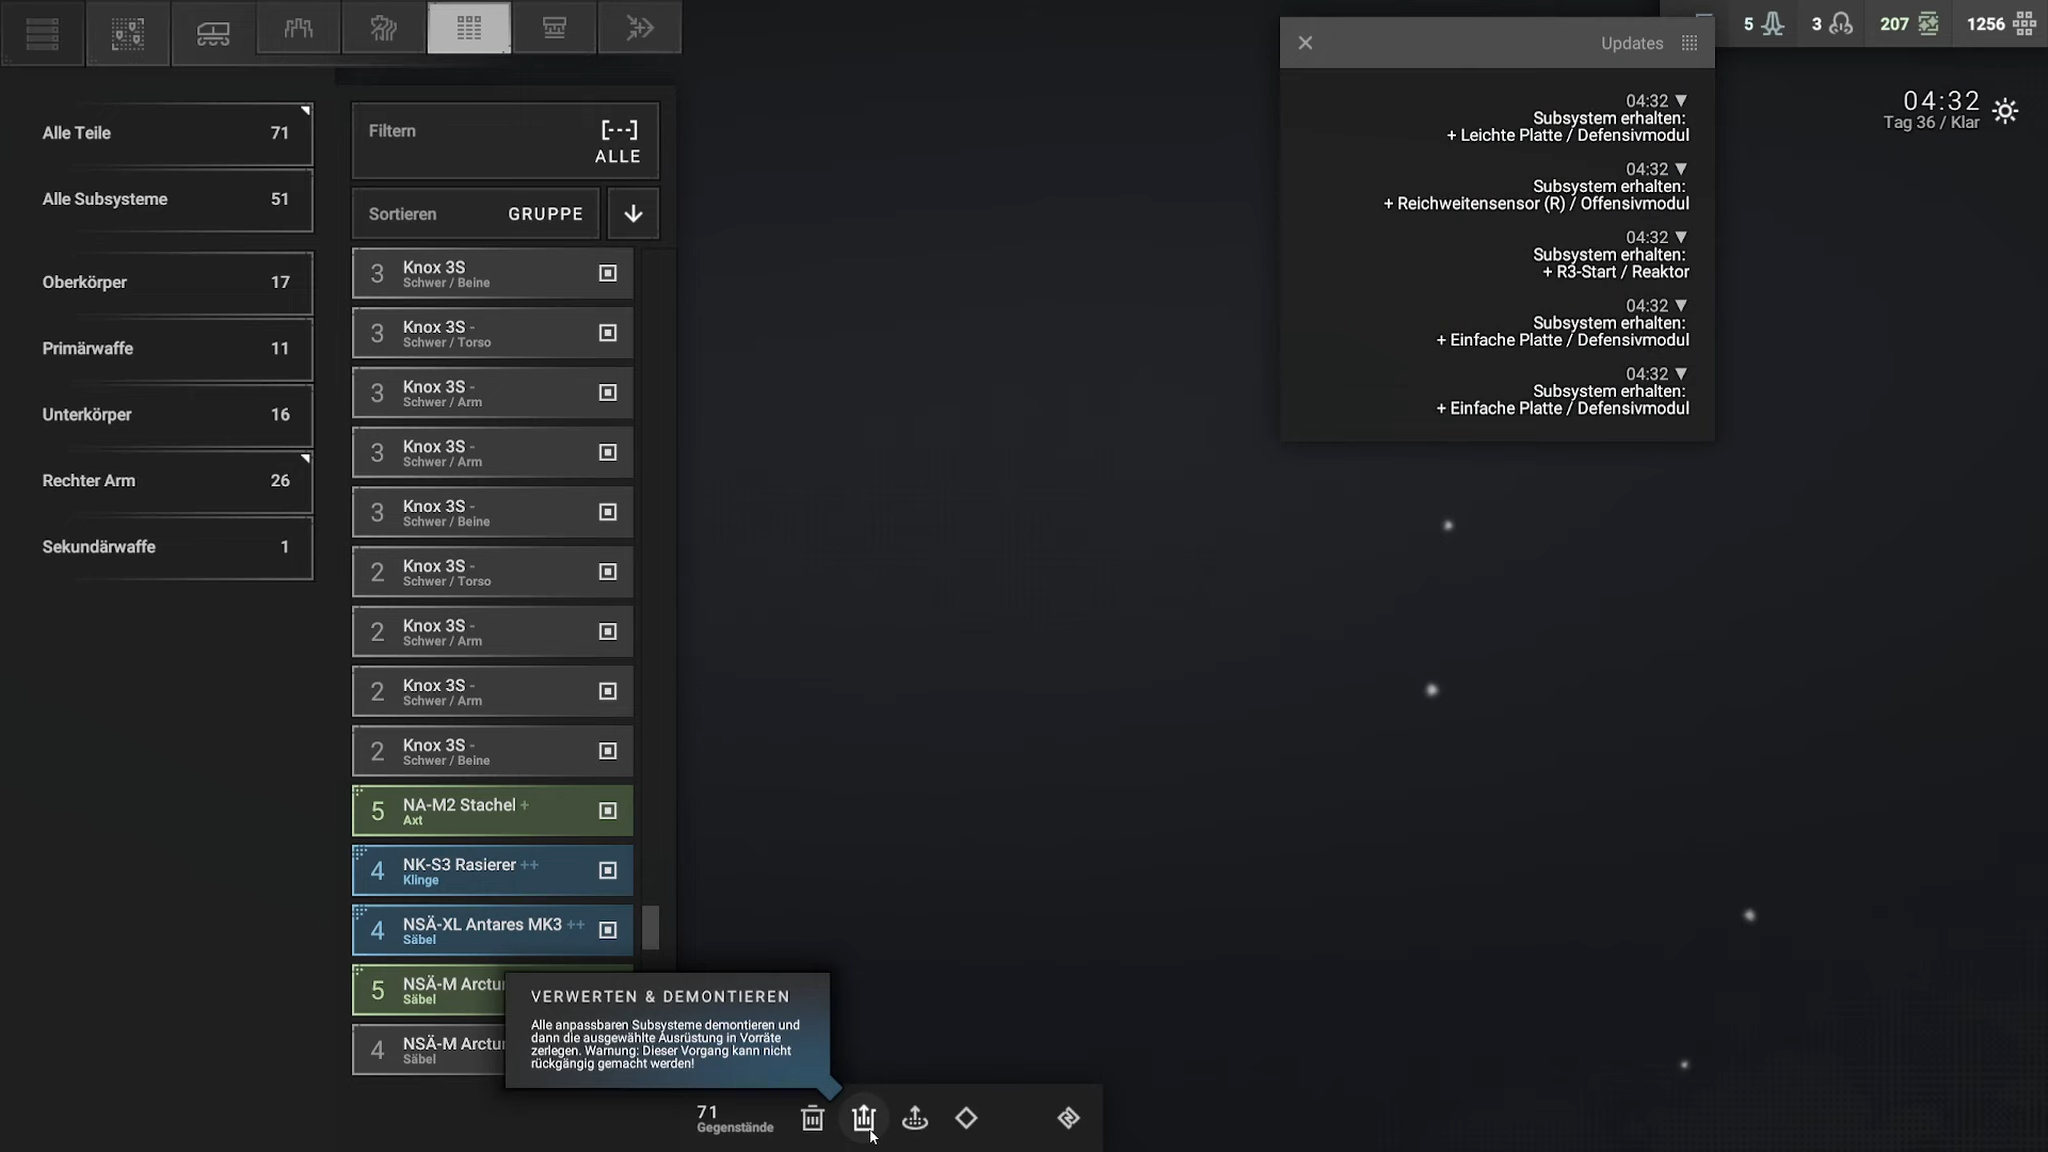 5
3
207
1256
Updates
04:32
Tag 36 / Klar
04:32 ▼
Subsystem erhalten:
+ Leichte Platte / Defensivmodul
04:32 ▼
Subsystem erhalten:
+ Reichweitensensor (R) / Offensivmodul
04:32 ▼
Subsystem erhalten:
+ R3-Start / Reaktor
04:32 ▼
Subsystem erhalten:
+ Einfache Platte / Defensivmodul
04:32 ▼
Subsystem erhalten:
+ Einfache Platte / Defensivmodul
Alle Teile 71
Alle Subsysteme 51
Oberkörper 17
Primärwaffe 11
Unterkörper 16
Rechter Arm 26
Sekundärwaffe 1
Filtern
[---]
ALLE
Sortieren GRUPPE
3 Knox 3S
Schwer / Beine
3 Knox 3S -
Schwer / Torso
3 Knox 3S -
Schwer / Arm
3 Knox 3S -
Schwer / Arm
3 Knox 3S -
Schwer / Beine
2 Knox 3S -
Schwer / Torso
2 Knox 3S -
Schwer / Arm
2 Knox 3S -
Schwer / Arm
2 Knox 3S -
Schwer / Beine
5 NA-M2 Stachel +
Axt
4 NK-S3 Rasierer ++
Klinge
4 NSÄ-XL Antares MK3 ++
Säbel
5 NSÄ-M Arctur
Säbel
4 NSÄ-M Arctur
Säbel
VERWERTEN & DEMONTIEREN
Alle anpassbaren Subsysteme demontieren und
dann die ausgewählte Ausrüstung in Vorräte
zerlegen. Warnung: Dieser Vorgang kann nicht
rückgängig gemacht werden!
71
Gegenstände